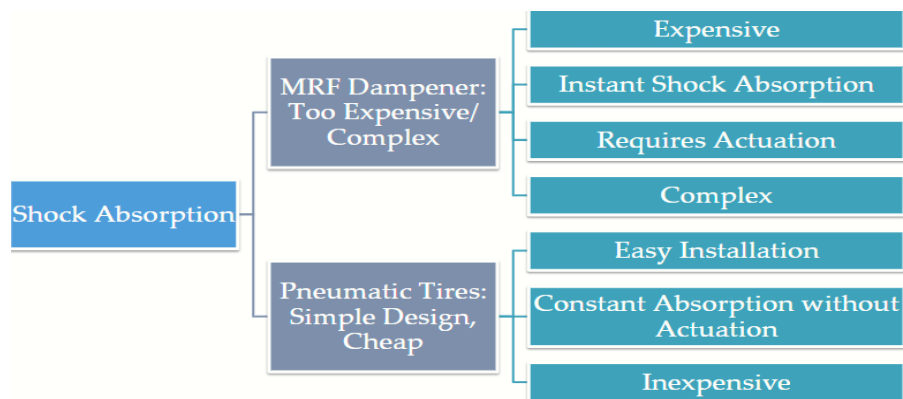 Shock Absorption
MRF Dampener:
Too Expensive/
Complex
Expensive
Instant Shock Absorption
Requires Actuation
Complex
Pneumatic Tires:
Simple Design,
Cheap
Easy Installation
Constant Absorption without
Actuation
Inexpensive